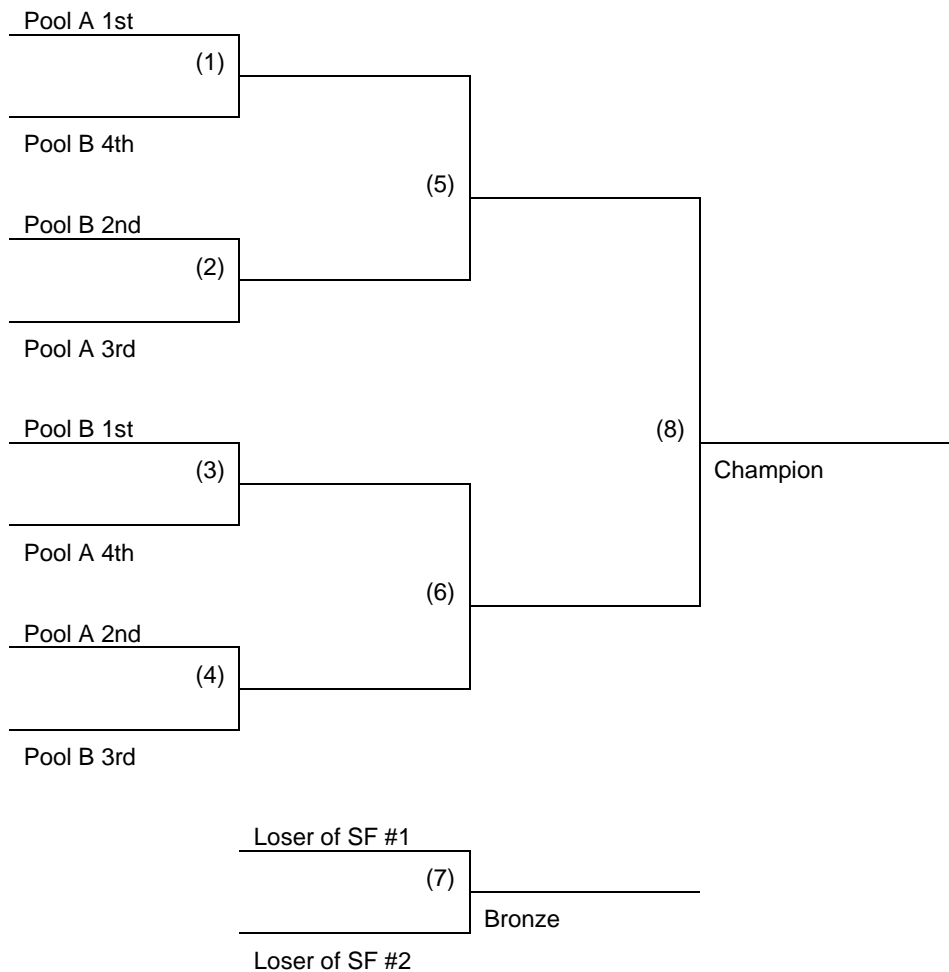 Pool A 1st
(1)
Pool B 4th
(5)
Pool B 2nd
(2)
Pool A 3rd
Pool B 1st
(8)
(3)
Champion
Pool A 4th
(6)
Pool A 2nd
(4)
Pool B 3rd
Loser of SF #1
(7)
Bronze
Loser of SF #2